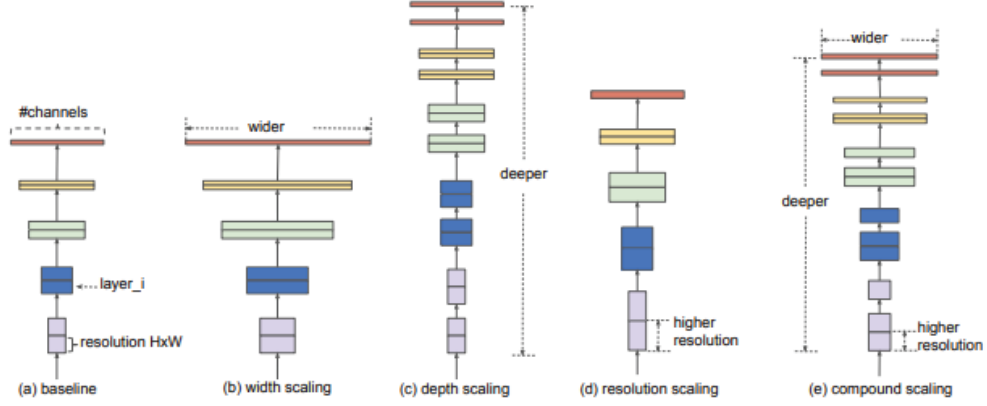 #channels
layer_i
resolution HxW
(a) baseline
wider
(b) width scaling
deeper
(c) depth scaling
higher
resolution
(d) resolution scaling
wider
deeper
higher
resolution
(e) compound scaling